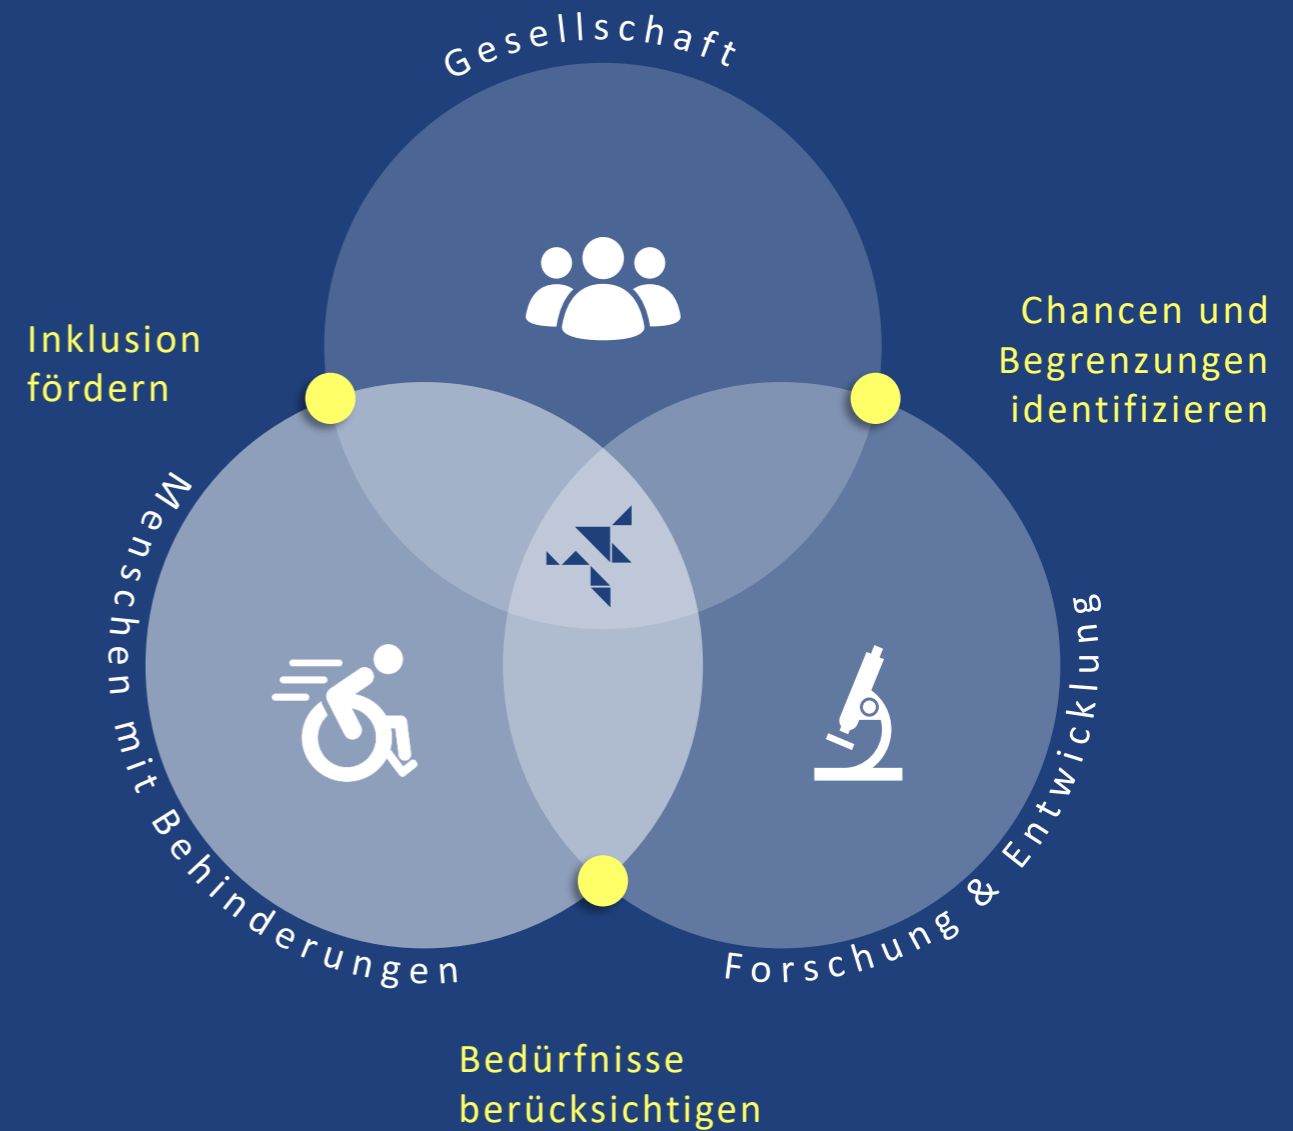 Gesellschaft
Inklusion
fördern
Chancen und
Begrenzungen
identifizieren
Menschen mit Behinderungen
Forschung & Entwicklung
Bedürfnisse
berücksichtigen